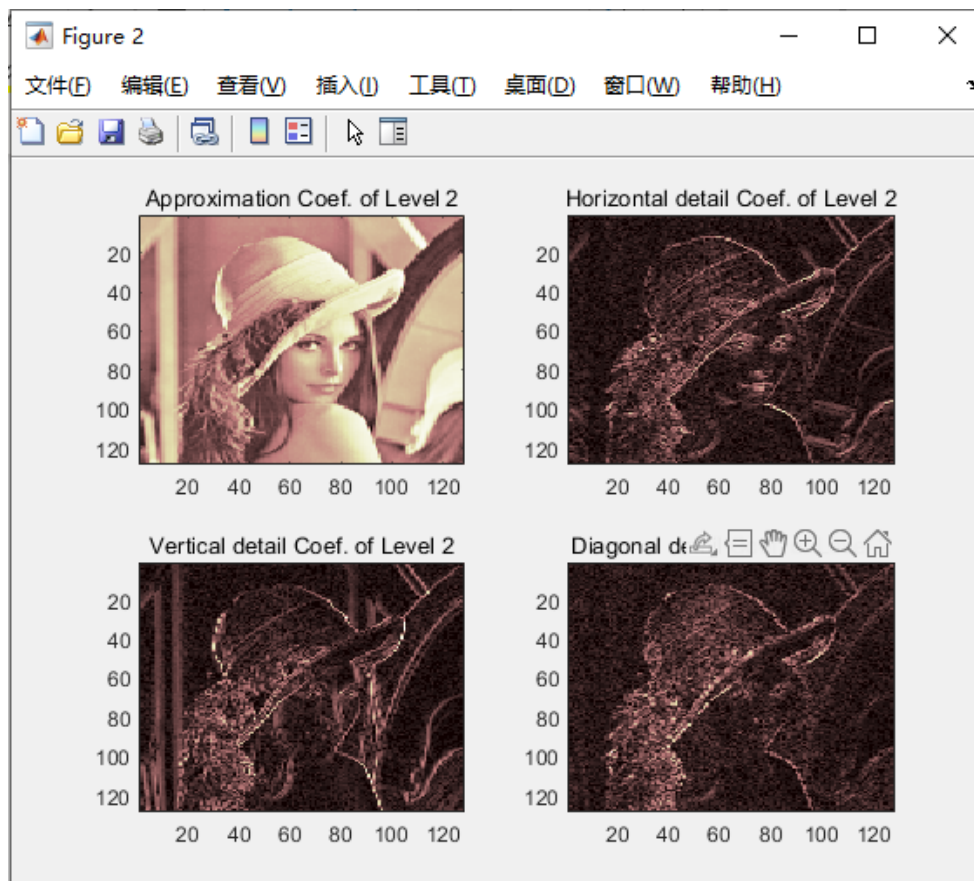 Figure 2
文件(F) 编辑(E) 查看(V) 插入(I) 工具(T) 桌面(D) 窗口(W) 帮助(H)
Approximation Coef. of Level 2
20
40
60
80
100
120
20 40 60 80 100 120
Horizontal detail Coef. of Level 2
20
40
60
80
100
120
20 40 60 80 100 120
Vertical detail Coef. of Level 2
20
40
60
80
100
120
20 40 60 80 100 120
Diagonal de
20
40
60
80
100
120
20 40 60 80 100 120